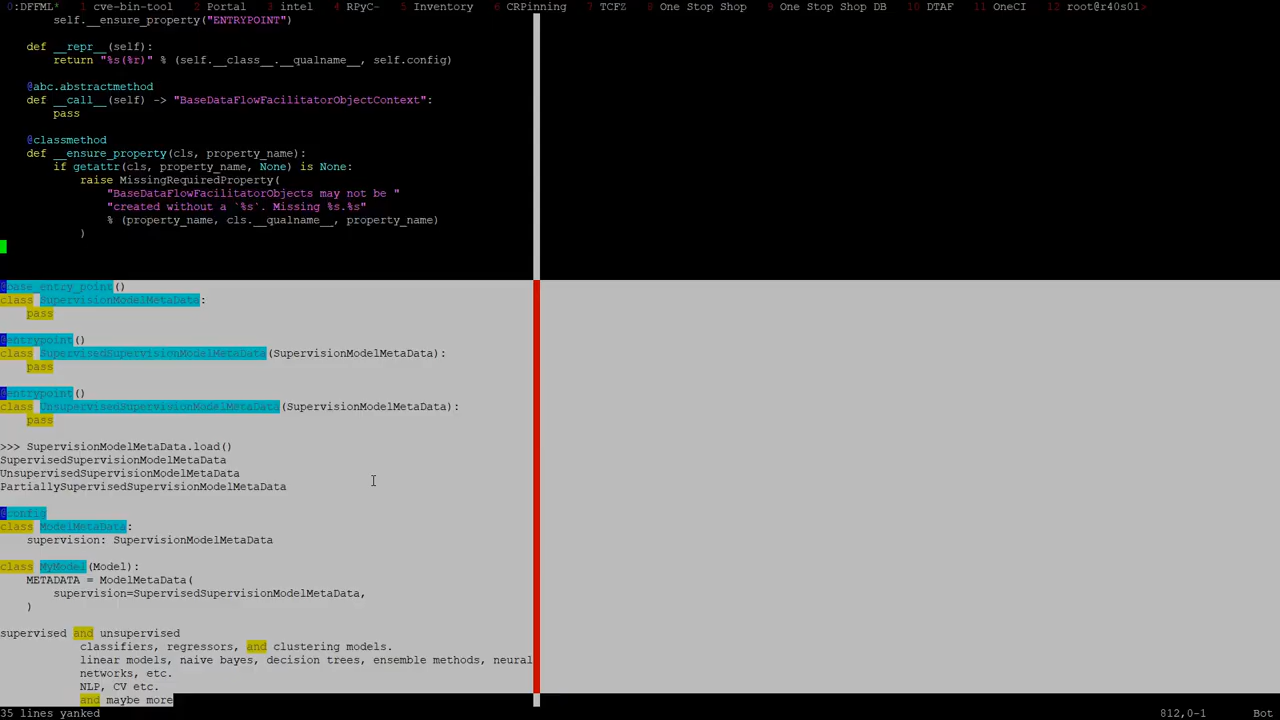 0:DFFML* 1 cve-bin-tool 2 Portal 3 intel 4 RPyC- 5 Inventory 6 CRPinning 7 TCFZ 8 One Stop Shop 9 One Stop Shop DB 10 DTAF 11 OneCI 12 root@r40s01>
self.__ensure_property("ENTRYPOINT")
def __repr__(self):
return "%s(%r)" % (self.__class__.__qualname__, self.config)
@abc.abstractmethod
def __call__(self) -> "BaseDataFlowFacilitatorObjectContext":
pass
@classmethod
def __ensure_property(cls, property_name):
if getattr(cls, property_name, None) is None:
raise MissingRequiredProperty(
"BaseDataFlowFacilitatorObjects may not be "
"created without a `%s`. Missing %s.%s"
% (property_name, cls.__qualname__, property_name)
)
@base_entry_point()
class SupervisionModelMetaData:
pass
@entrypoint()
class SupervisedSupervisionModelMetaData(SupervisionModelMetaData):
pass
@entrypoint()
class UnsupervisedSupervisionModelMetaData(SupervisionModelMetaData):
pass
>>> SupervisionModelMetaData.load()
SupervisedSupervisionModelMetaData
UnsupervisedSupervisionModelMetaData
PartiallySupervisedSupervisionModelMetaData
@config
class ModelMetaData:
supervision: SupervisionModelMetaData
class MyModel(Model):
METADATA = ModelMetaData(
supervision=SupervisedSupervisionModelMetaData,
)
supervised and unsupervised
classifiers, regressors, and clustering models.
linear models, naive bayes, decision trees, ensemble methods, neural
networks, etc.
NLP, CV etc.
and maybe more
35 lines yanked 812,0-1 Bot